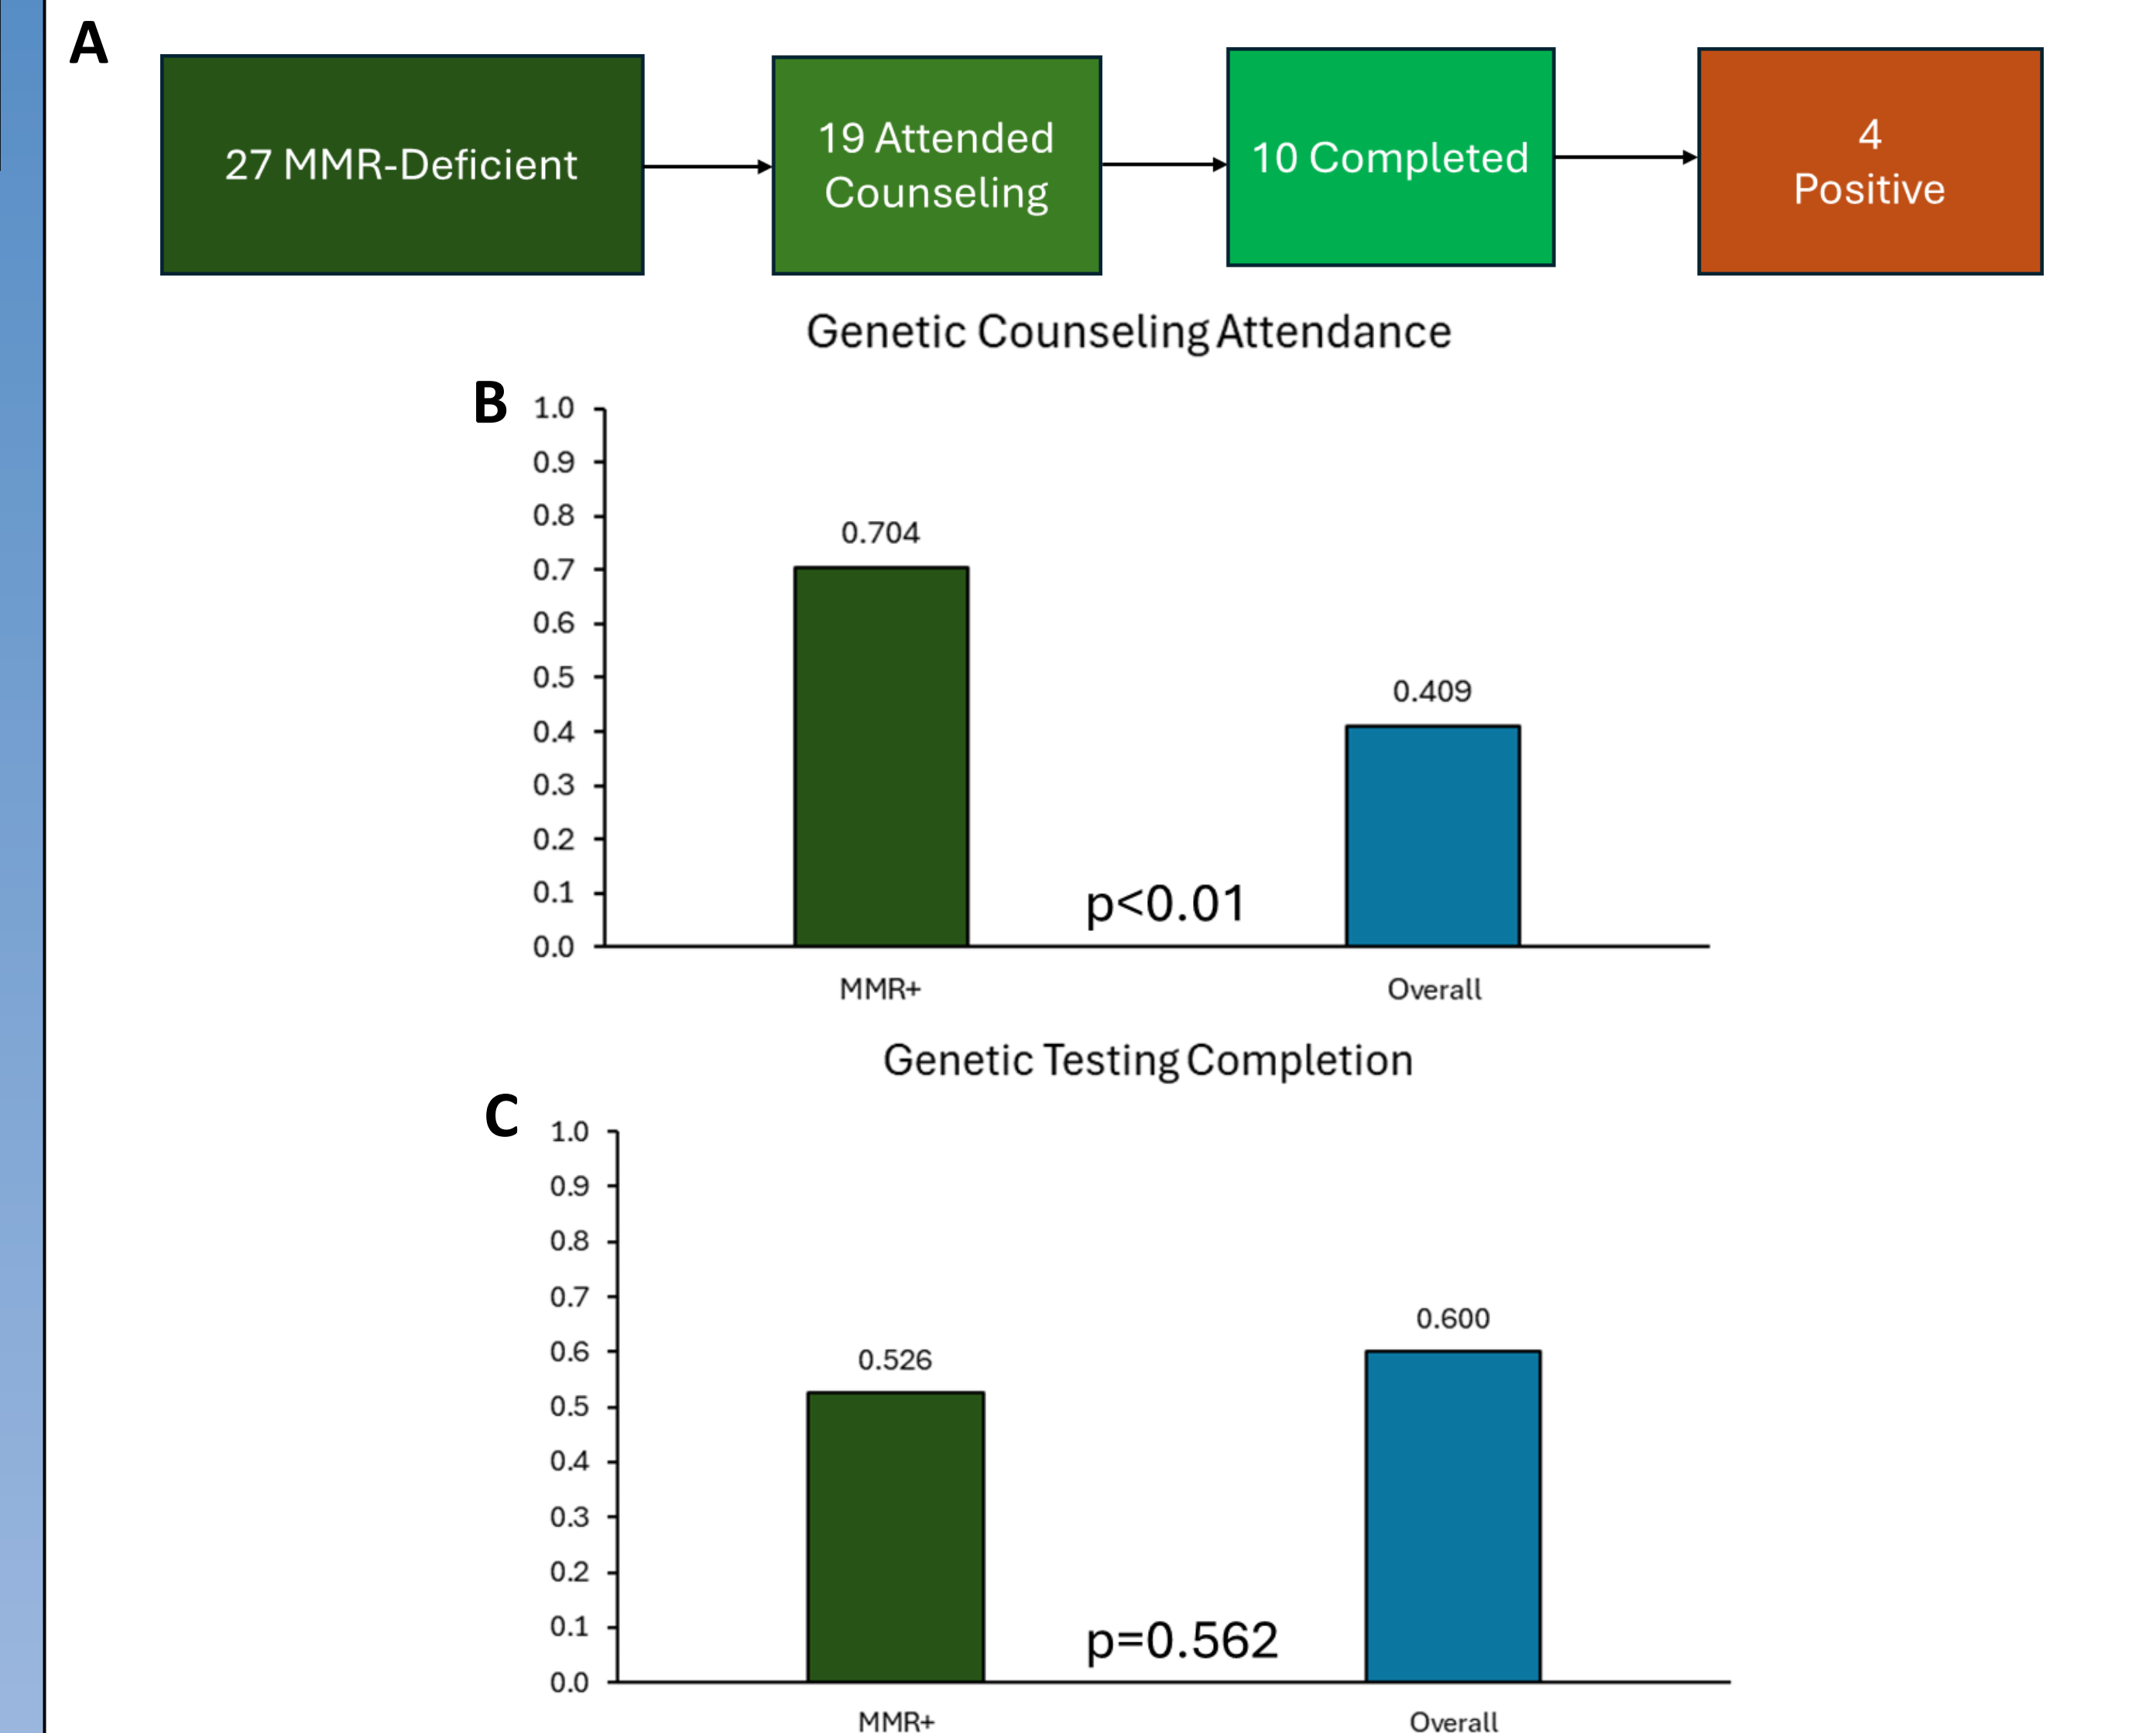 A
27 MMR-Deficient
19 Attended
Counseling
10 Completed
4
Positive
Genetic Counseling Attendance
B
1.0
0.9
0.8
0.7
0.6
0.5
0.4
0.3
0.2
0.1
0.0
0.704
0.409
p<0.01
MMR+
Overall
Genetic Testing Completion
C
1.0
0.9
0.8
0.7
0.6
0.5
0.4
0.3
0.2
0.1
0.0
0.526
0.600
p=0.562
MMR+
Overall